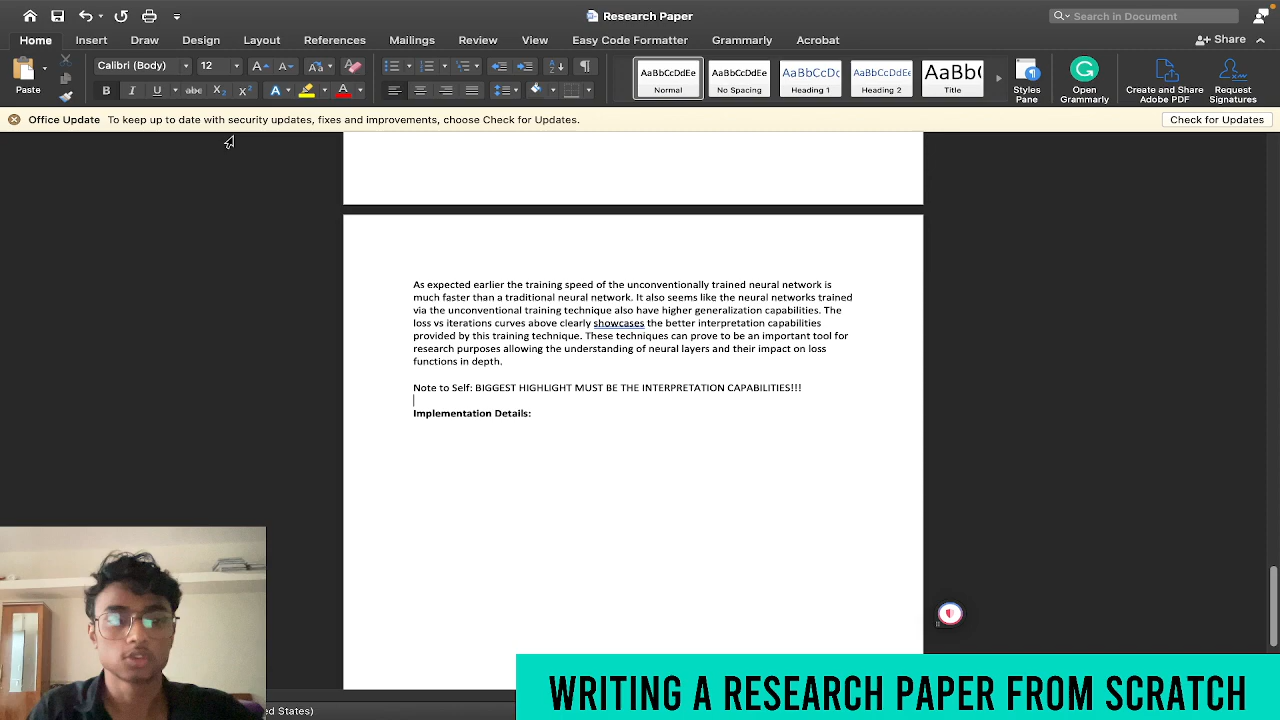 Research Paper
Search in Document
Home Insert Draw Design Layout References Mailings Review View Easy Code Formatter Grammarly Acrobat Share
Paste Calibri (Body) 12
AaBbCcDdEe AaBbCcDdEe AaBbCcDc AaBbCcDdEe AaBbC
Normal No Spacing Heading 1 Heading 2 Title
Styles Pane
Open Grammarly
Create and Share Adobe PDF
Request Signatures
Office Update To keep up to date with security updates, fixes and improvements, choose Check for Updates. Check for Updates
As expected earlier the training speed of the unconventionally trained neural network is
much faster than a traditional neural network. It also seems like the neural networks trained
via the unconventional training technique also have higher generalization capabilities. The
loss vs iterations curves above clearly showcases the better interpretation capabilities
provided by this training technique. These techniques can prove to be an important tool for
research purposes allowing the understanding of neural layers and their impact on loss
functions in depth.
Note to Self: BIGGEST HIGHLIGHT MUST BE THE INTERPRETATION CAPABILITIES!!!
Implementation Details:
ed States)
WRITING A RESEARCH PAPER FROM SCRATCH